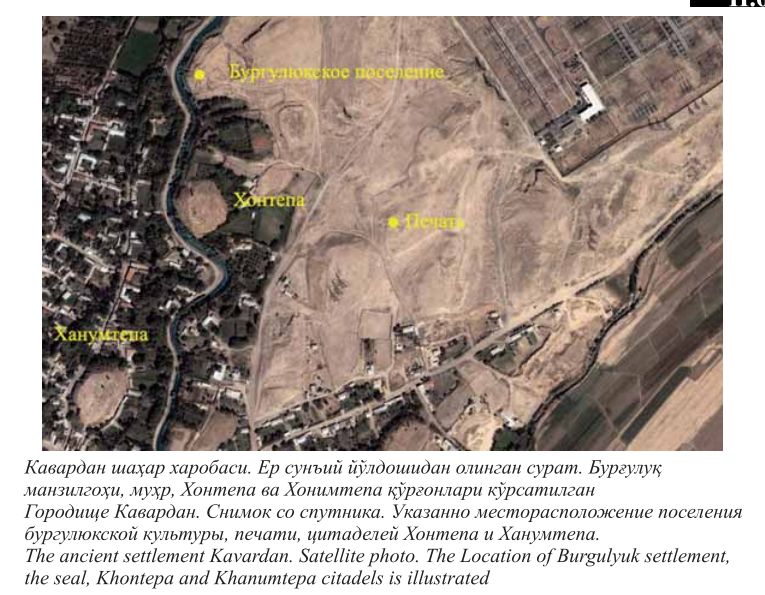 Бургулюкское поселение
Хонтепа
Печать
Ханумтепа
Кавардан шаҳар харобаси. Ер сунъий йўлдошидан олинган сурат. Бурғулуқ
манзилгоҳи, муҳр, Хонтепа ва Хонимтепа қўрғонлари кўрсатилган
Городище Кавардан. Снимок со спутника. Указанно месторасположение поселения
бургулюкской культуры, печати, цитаделей Хонтепа и Ханумтепа.
The ancient settlement Kavardan. Satellite photo. The Location of Burgulyuk settlement,
the seal, Khontepa and Khanumtepa citadels is illustrated